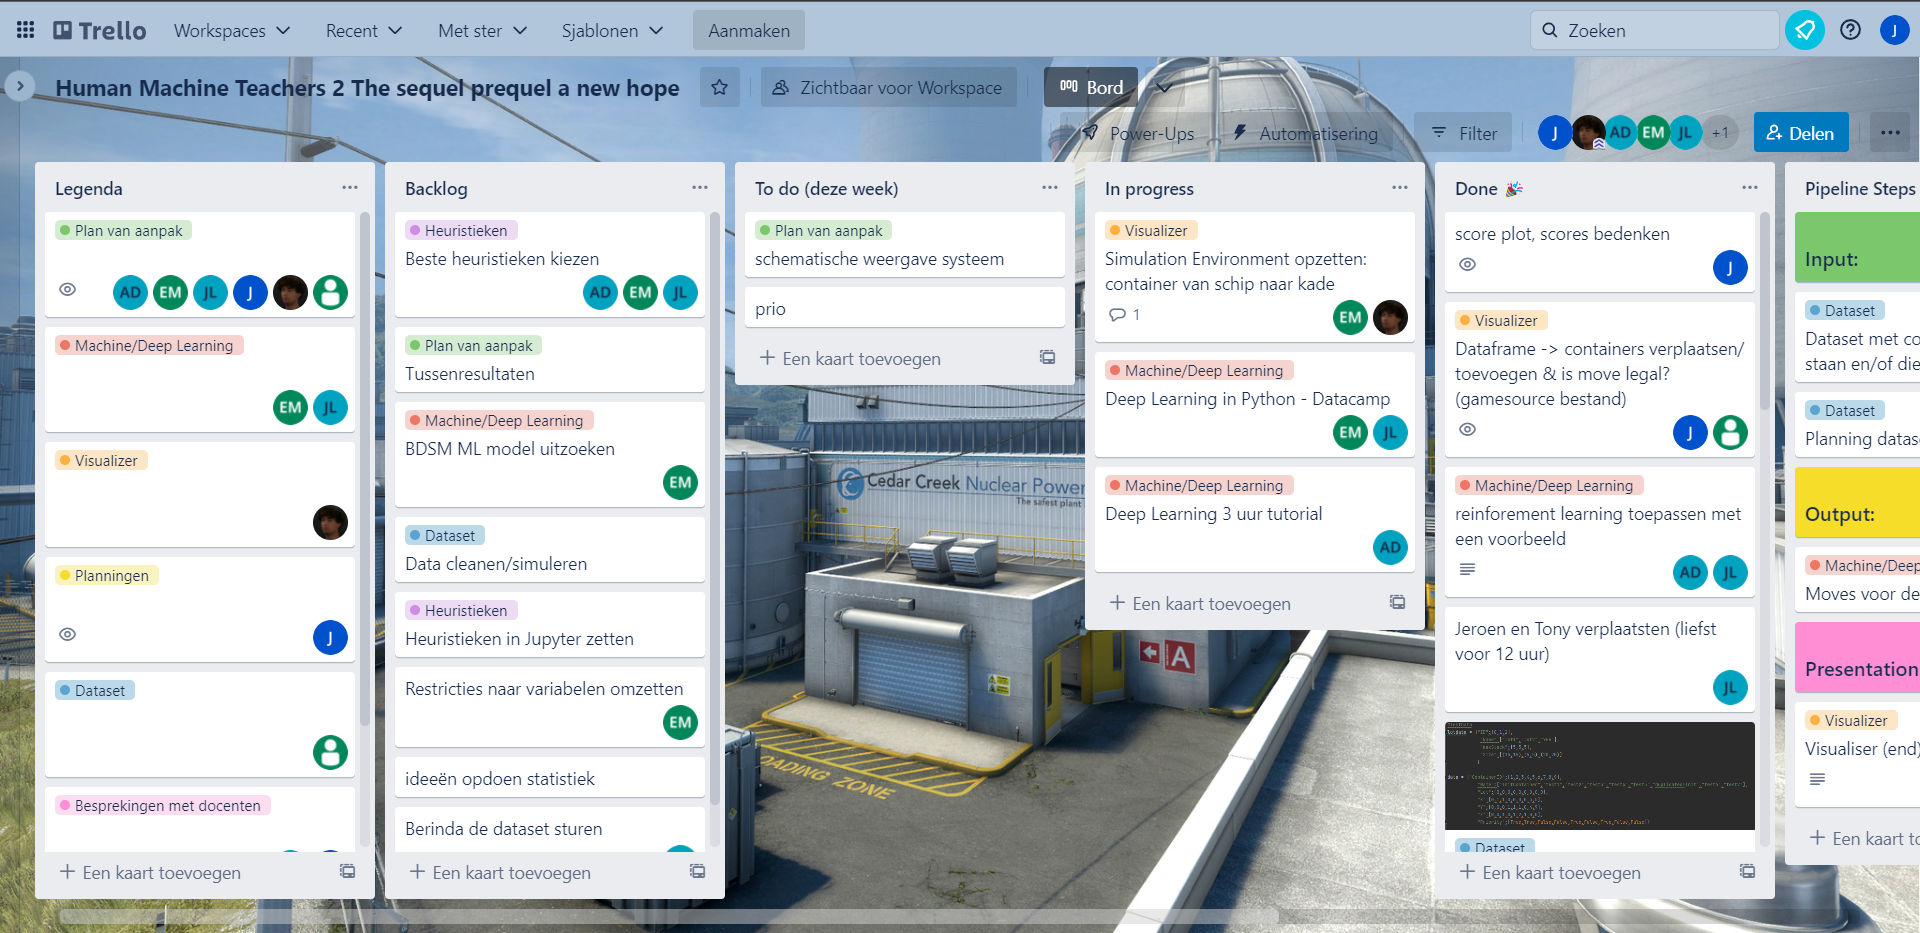 Trello
Workspaces
Recent
Met ster
Sjablonen
Aanmaken
Zoeken
J
Human Machine Teachers 2 The sequel prequel a new hope
Zichtbaar voor Workspace
Bord
Power-Ups
Automatisering
Filter
J
AD
EM
JL
+1
Delen
Legenda
Plan van aanpak
AD
EM
JL
J
Machine/Deep Learning
EM
JL
Visualizer
Planningen
J
Dataset
Besprekingen met docenten
Een kaart toevoegen
Backlog
Heuristieken
Beste heuristieken kiezen
AD
EM
JL
Plan van aanpak
Tussenresultaten
Machine/Deep Learning
BDSM ML model uitzoeken
EM
Dataset
Data cleanen/simuleren
Heuristieken
Heuristieken in Jupyter zetten
Restricties naar variabelen omzetten
EM
ideeën opdoen statistiek
Berinda de dataset sturen
Een kaart toevoegen
To do (deze week)
Plan van aanpak
schematische weergave systeem
prio
Een kaart toevoegen
Cedar Creek Nuclear Power
The safest plant
LOADING ZONE
A
In progress
Visualizer
Simulation Environment opzetten:
container van schip naar kade
1
EM
Machine/Deep Learning
Deep Learning in Python - Datacamp
EM
JL
Machine/Deep Learning
Deep Learning 3 uur tutorial
AD
Een kaart toevoegen
Done 🎉
score plot, scores bedenken
J
Visualizer
Dataframe -> containers verplaatsen/
toevoegen & is move legal?
(gamesource bestand)
J
Machine/Deep Learning
reinforement learning toepassen met
een voorbeeld
AD
JL
Jeroen en Tony verplaatsten (liefst
voor 12 uur)
JL
Dataset
Een kaart toevoegen
Pipeline Steps
Input:
Dataset
Dataset met co
staan en/of die
Dataset
Planning datas
Output:
Machine/Deep
Moves voor de
Presentation
Visualizer
Visualiser (end)
Een kaart to